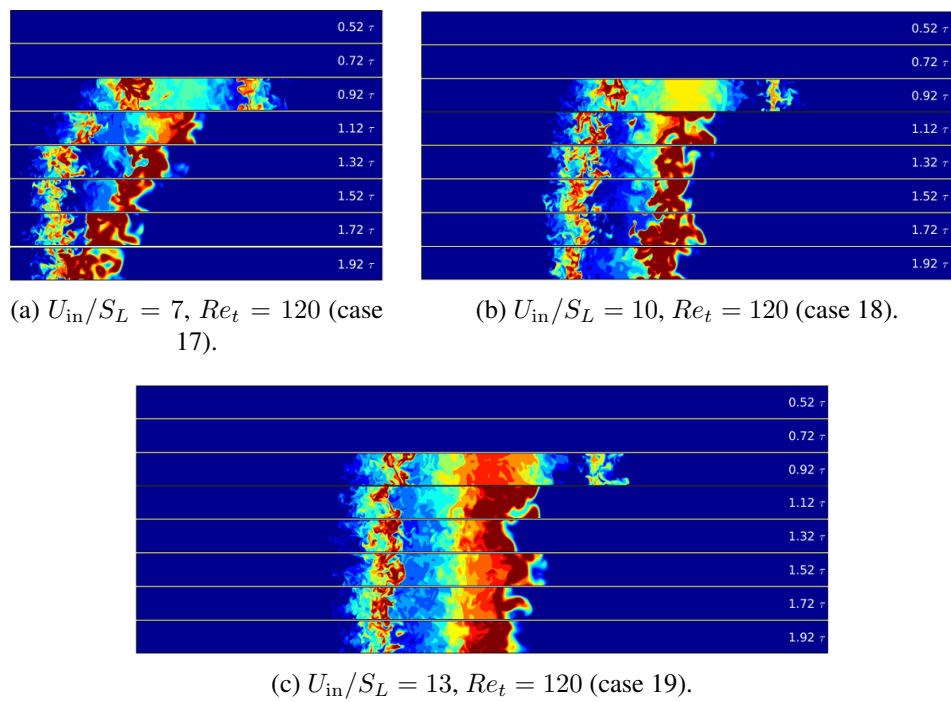 0.52 τ
0.72 τ
0.92 τ
1.12 τ
1.32 τ
1.52 τ
1.72 τ
1.92 τ
(a) U_in/S_L = 7, Re_t = 120 (case
17).
0.52 τ
0.72 τ
0.92 τ
1.12 τ
1.32 τ
1.52 τ
1.72 τ
1.92 τ
(b) U_in/S_L = 10, Re_t = 120 (case 18).
0.52 τ
0.72 τ
0.92 τ
1.12 τ
1.32 τ
1.52 τ
1.72 τ
1.92 τ
(c) U_in/S_L = 13, Re_t = 120 (case 19).